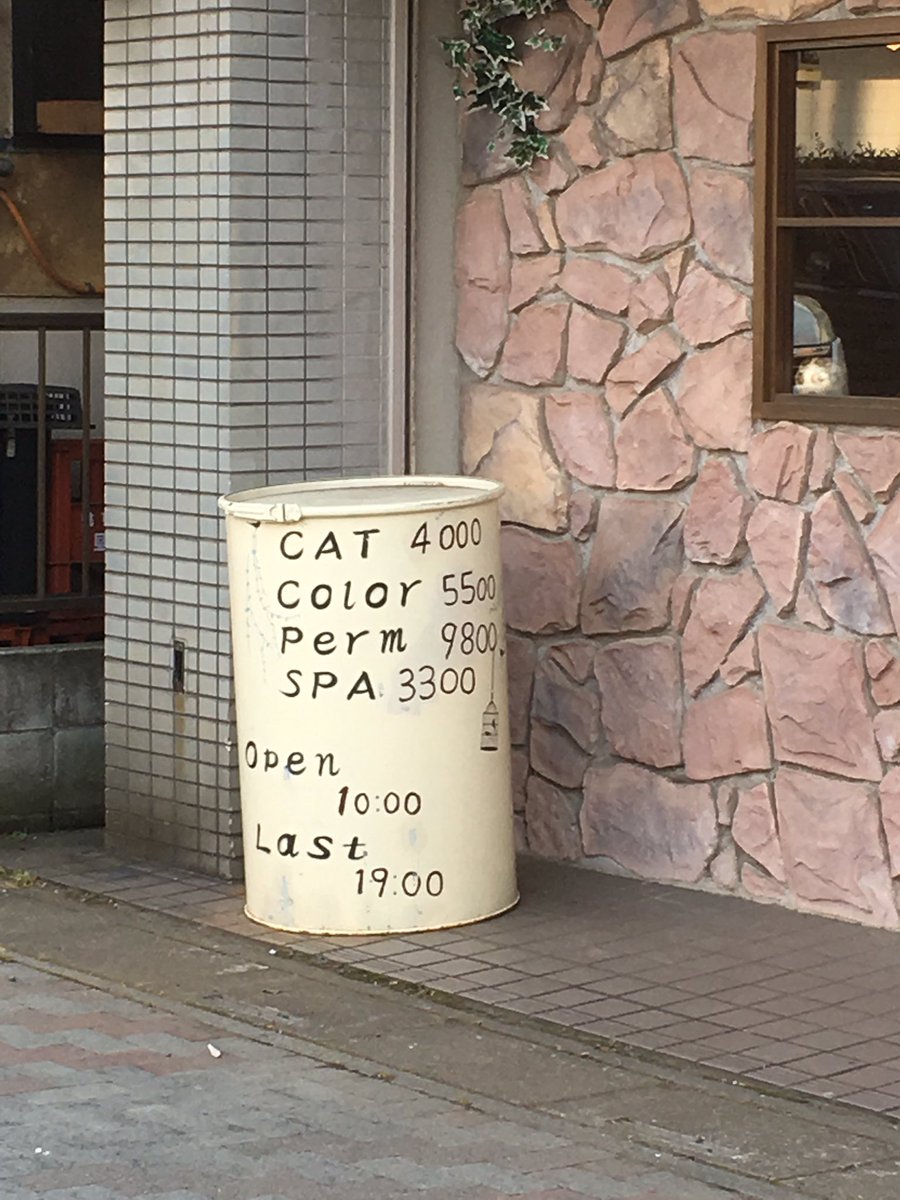 CAT 4000
Color 5500
Perm 9800
SPA 3300
Open
10:00
Last
19:00